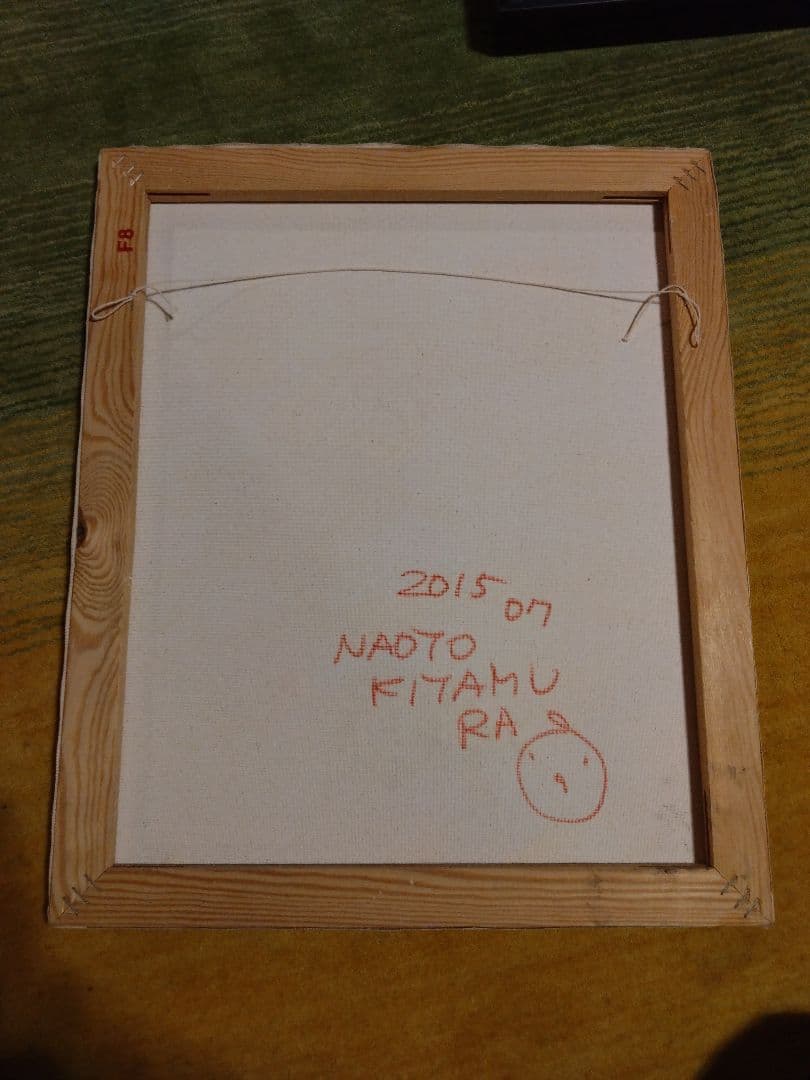 F8
2015 07
NAOTO
KITAMU
RA